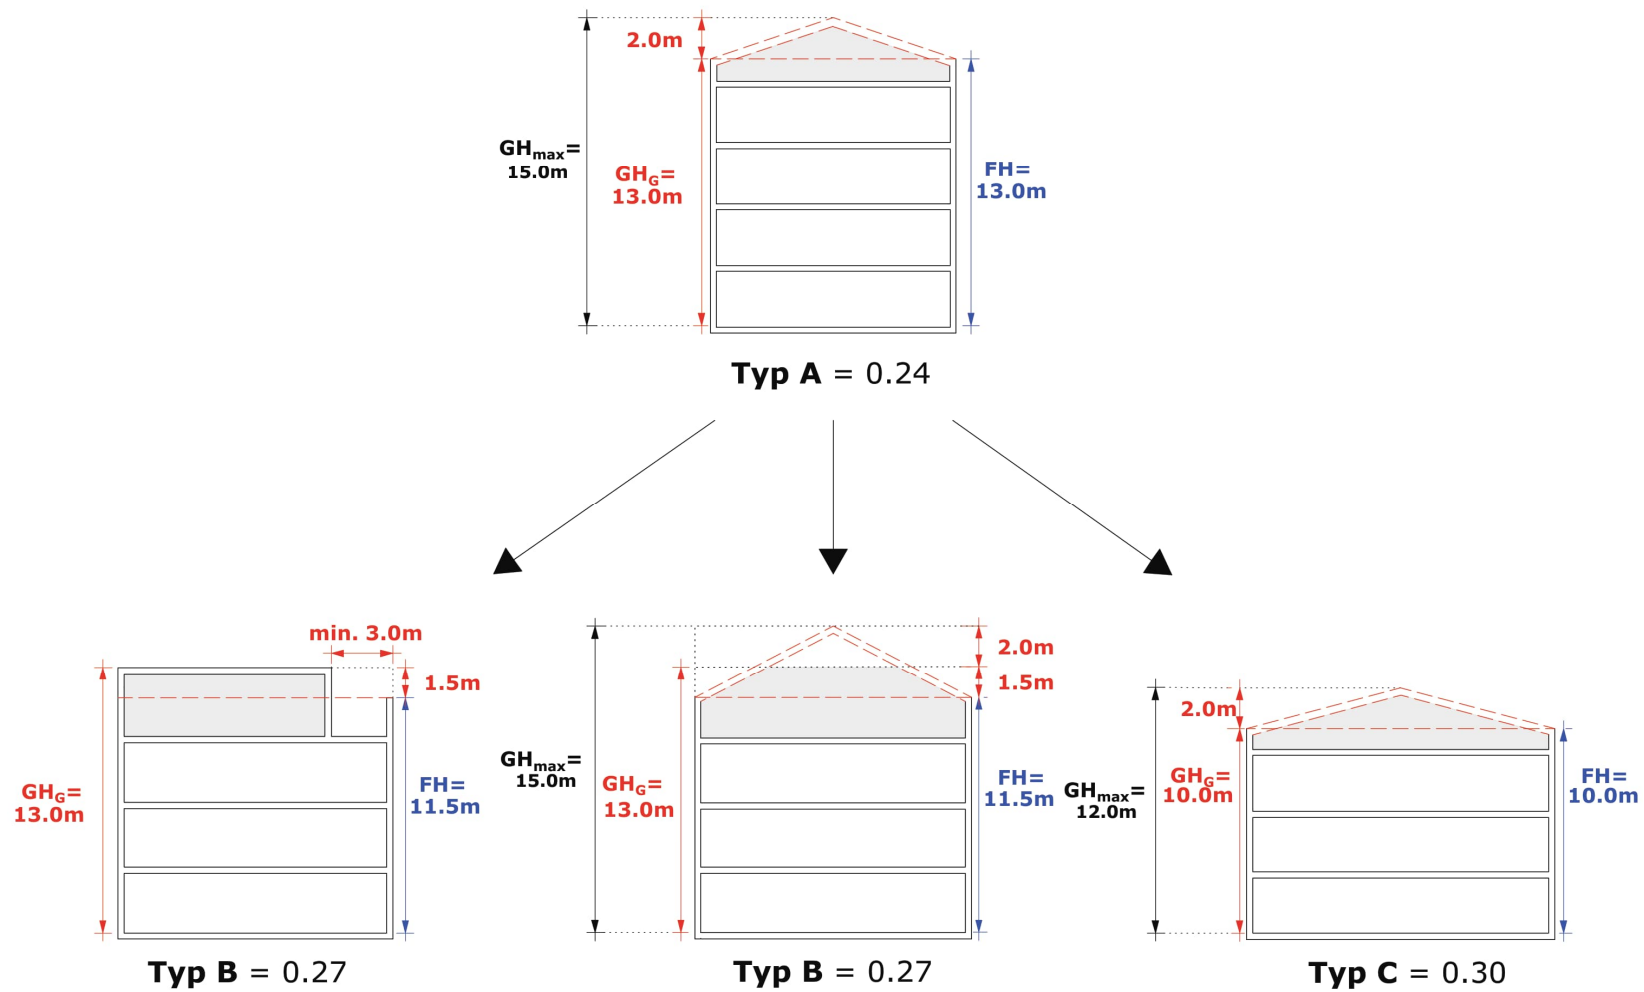 2.0m
GHmax=
15.0m
GHG=
13.0m
FH=
13.0m
Typ A = 0.24
min. 3.0m
1.5m
GHG=
13.0m
FH=
11.5m
Typ B = 0.27
2.0m
1.5m
GHmax=
15.0m
GHG=
13.0m
FH=
11.5m
Typ B = 0.27
2.0m
GHmax=
12.0m
GHG=
10.0m
FH=
10.0m
Typ C = 0.30